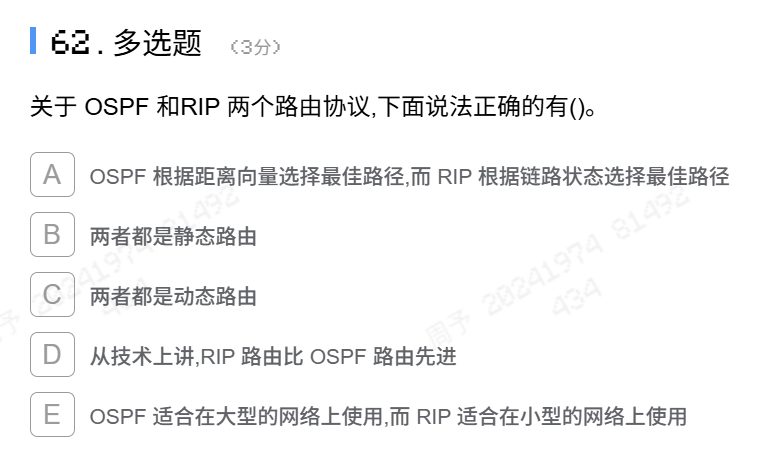 62.多选题 (3分)
关于 OSPF 和RIP 两个路由协议,下面说法正确的有()。
A OSPF 根据距离向量选择最佳路径,而 RIP 根据链路状态选择最佳路径
B 两者都是静态路由
C 两者都是动态路由
D 从技术上讲,RIP 路由比 OSPF 路由先进
E OSPF 适合在大型的网络上使用,而 RIP 适合在小型的网络上使用
周予 20241974 81492
434